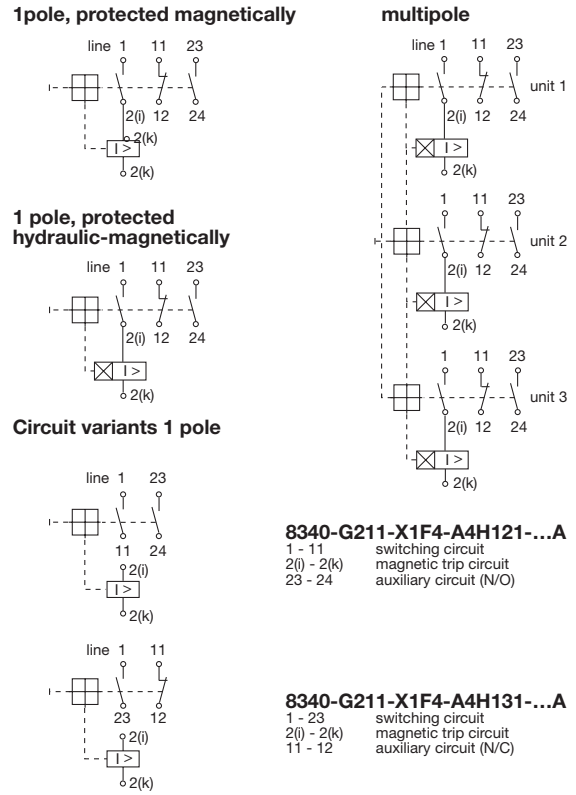 1pole, protected magnetically
line 1 11 23
2(i) 12 24
2(k)
I >
2(k)
1 pole, protected
hydraulic-magnetically
line 1 11 23
2(i) 12 24
I >
2(k)
Circuit variants 1 pole
line 1 23
11 24
2(i)
I >
2(k)
line 1 11
23 12
2(i)
I >
2(k)
multipole
line 1 11 23
unit 1
2(i) 12 24
I >
2(k)
1 11 23
unit 2
2(i) 12 24
I >
2(k)
1 11 23
unit 3
2(i) 12 24
I >
2(k)
8340-G211-X1F4-A4H121-...A
1 - 11 switching circuit
2(i) - 2(k) magnetic trip circuit
23 - 24 auxiliary circuit (N/O)
8340-G211-X1F4-A4H131-...A
1 - 23 switching circuit
2(i) - 2(k) magnetic trip circuit
11 - 12 auxiliary circuit (N/C)